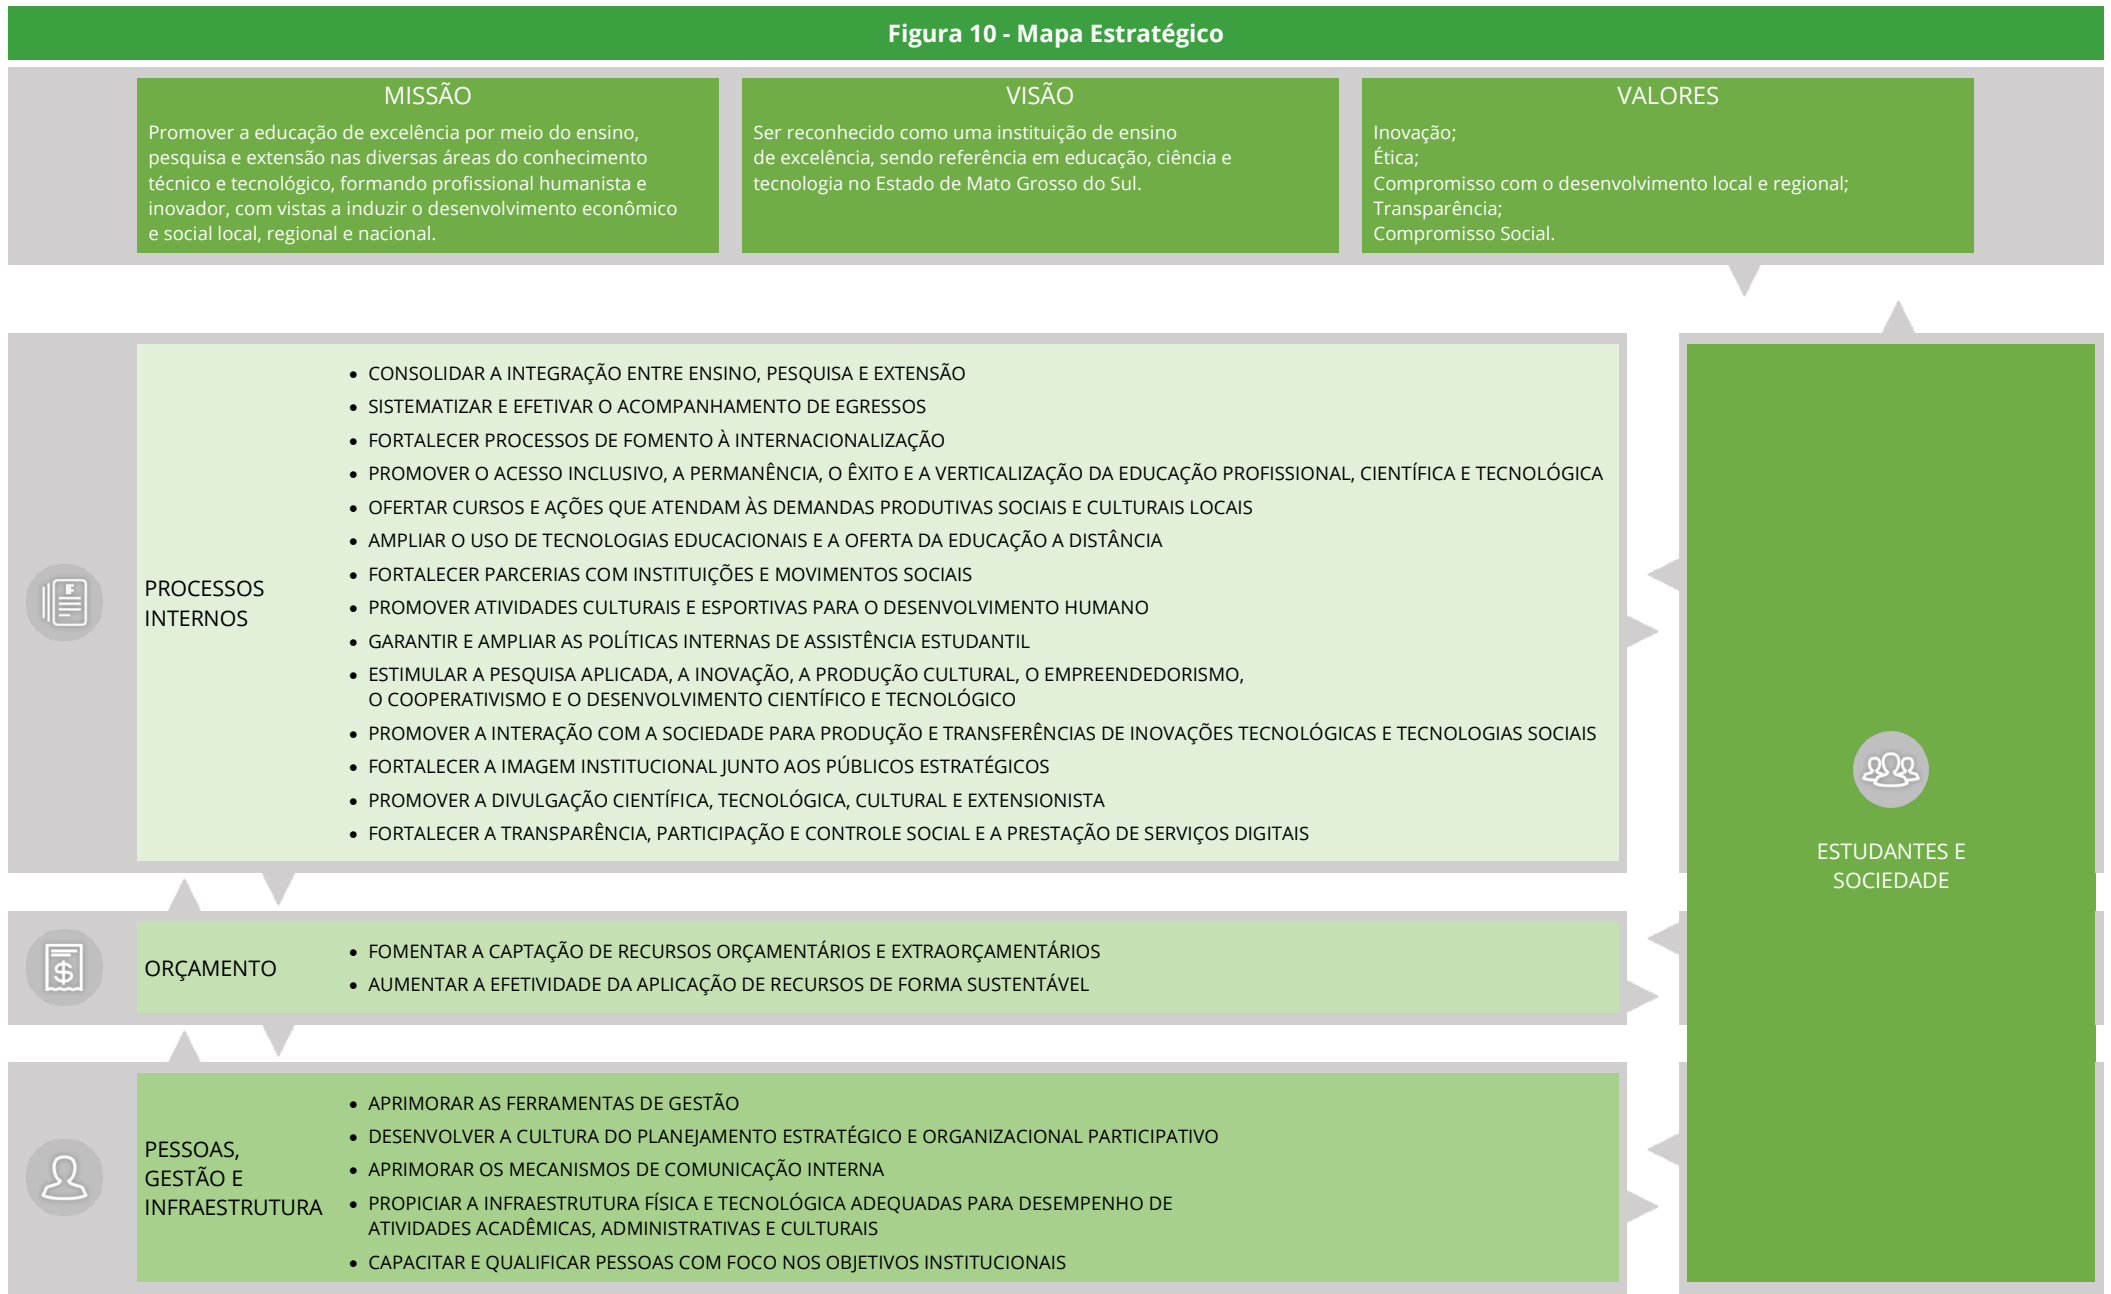 Figura 10 - Mapa Estratégico
MISSÃO
Promover a educação de excelência por meio do ensino,
pesquisa e extensão nas diversas áreas do conhecimento
técnico e tecnológico, formando profissional humanista e
inovador, com vistas a induzir o desenvolvimento econômico
e social local, regional e nacional.
VISÃO
Ser reconhecido como uma instituição de ensino
de excelência, sendo referência em educação, ciência e
tecnologia no Estado de Mato Grosso do Sul.
VALORES
Inovação;
Ética;
Compromisso com o desenvolvimento local e regional;
Transparência;
Compromisso Social.
PROCESSOS
INTERNOS
• CONSOLIDAR A INTEGRAÇÃO ENTRE ENSINO, PESQUISA E EXTENSÃO
• SISTEMATIZAR E EFETIVAR O ACOMPANHAMENTO DE EGRESSOS
• FORTALECER PROCESSOS DE FOMENTO À INTERNACIONALIZAÇÃO
• PROMOVER O ACESSO INCLUSIVO, A PERMANÊNCIA, O ÊXITO E A VERTICALIZAÇÃO DA EDUCAÇÃO PROFISSIONAL, CIENTÍFICA E TECNOLÓGICA
• OFERTAR CURSOS E AÇÕES QUE ATENDAM ÀS DEMANDAS PRODUTIVAS SOCIAIS E CULTURAIS LOCAIS
• AMPLIAR O USO DE TECNOLOGIAS EDUCACIONAIS E A OFERTA DA EDUCAÇÃO A DISTÂNCIA
• FORTALECER PARCERIAS COM INSTITUIÇÕES E MOVIMENTOS SOCIAIS
• PROMOVER ATIVIDADES CULTURAIS E ESPORTIVAS PARA O DESENVOLVIMENTO HUMANO
• GARANTIR E AMPLIAR AS POLÍTICAS INTERNAS DE ASSISTÊNCIA ESTUDANTIL
• ESTIMULAR A PESQUISA APLICADA, A INOVAÇÃO, A PRODUÇÃO CULTURAL, O EMPREENDEDORISMO,
O COOPERATIVISMO E O DESENVOLVIMENTO CIENTÍFICO E TECNOLÓGICO
• PROMOVER A INTERAÇÃO COM A SOCIEDADE PARA PRODUÇÃO E TRANSFERÊNCIAS DE INOVAÇÕES TECNOLÓGICAS E TECNOLOGIAS SOCIAIS
• FORTALECER A IMAGEM INSTITUCIONAL JUNTO AOS PÚBLICOS ESTRATÉGICOS
• PROMOVER A DIVULGAÇÃO CIENTÍFICA, TECNOLÓGICA, CULTURAL E EXTENSIONISTA
• FORTALECER A TRANSPARÊNCIA, PARTICIPAÇÃO E CONTROLE SOCIAL E A PRESTAÇÃO DE SERVIÇOS DIGITAIS
ESTUDANTES E
SOCIEDADE
ORÇAMENTO
• FOMENTAR A CAPTAÇÃO DE RECURSOS ORÇAMENTÁRIOS E EXTRAORÇAMENTÁRIOS
• AUMENTAR A EFETIVIDADE DA APLICAÇÃO DE RECURSOS DE FORMA SUSTENTÁVEL
PESSOAS,
GESTÃO E
INFRAESTRUTURA
• APRIMORAR AS FERRAMENTAS DE GESTÃO
• DESENVOLVER A CULTURA DO PLANEJAMENTO ESTRATÉGICO E ORGANIZACIONAL PARTICIPATIVO
• APRIMORAR OS MECANISMOS DE COMUNICAÇÃO INTERNA
• PROPICIAR A INFRAESTRUTURA FÍSICA E TECNOLÓGICA ADEQUADAS PARA DESEMPENHO DE
ATIVIDADES ACADÊMICAS, ADMINISTRATIVAS E CULTURAIS
• CAPACITAR E QUALIFICAR PESSOAS COM FOCO NOS OBJETIVOS INSTITUCIONAIS